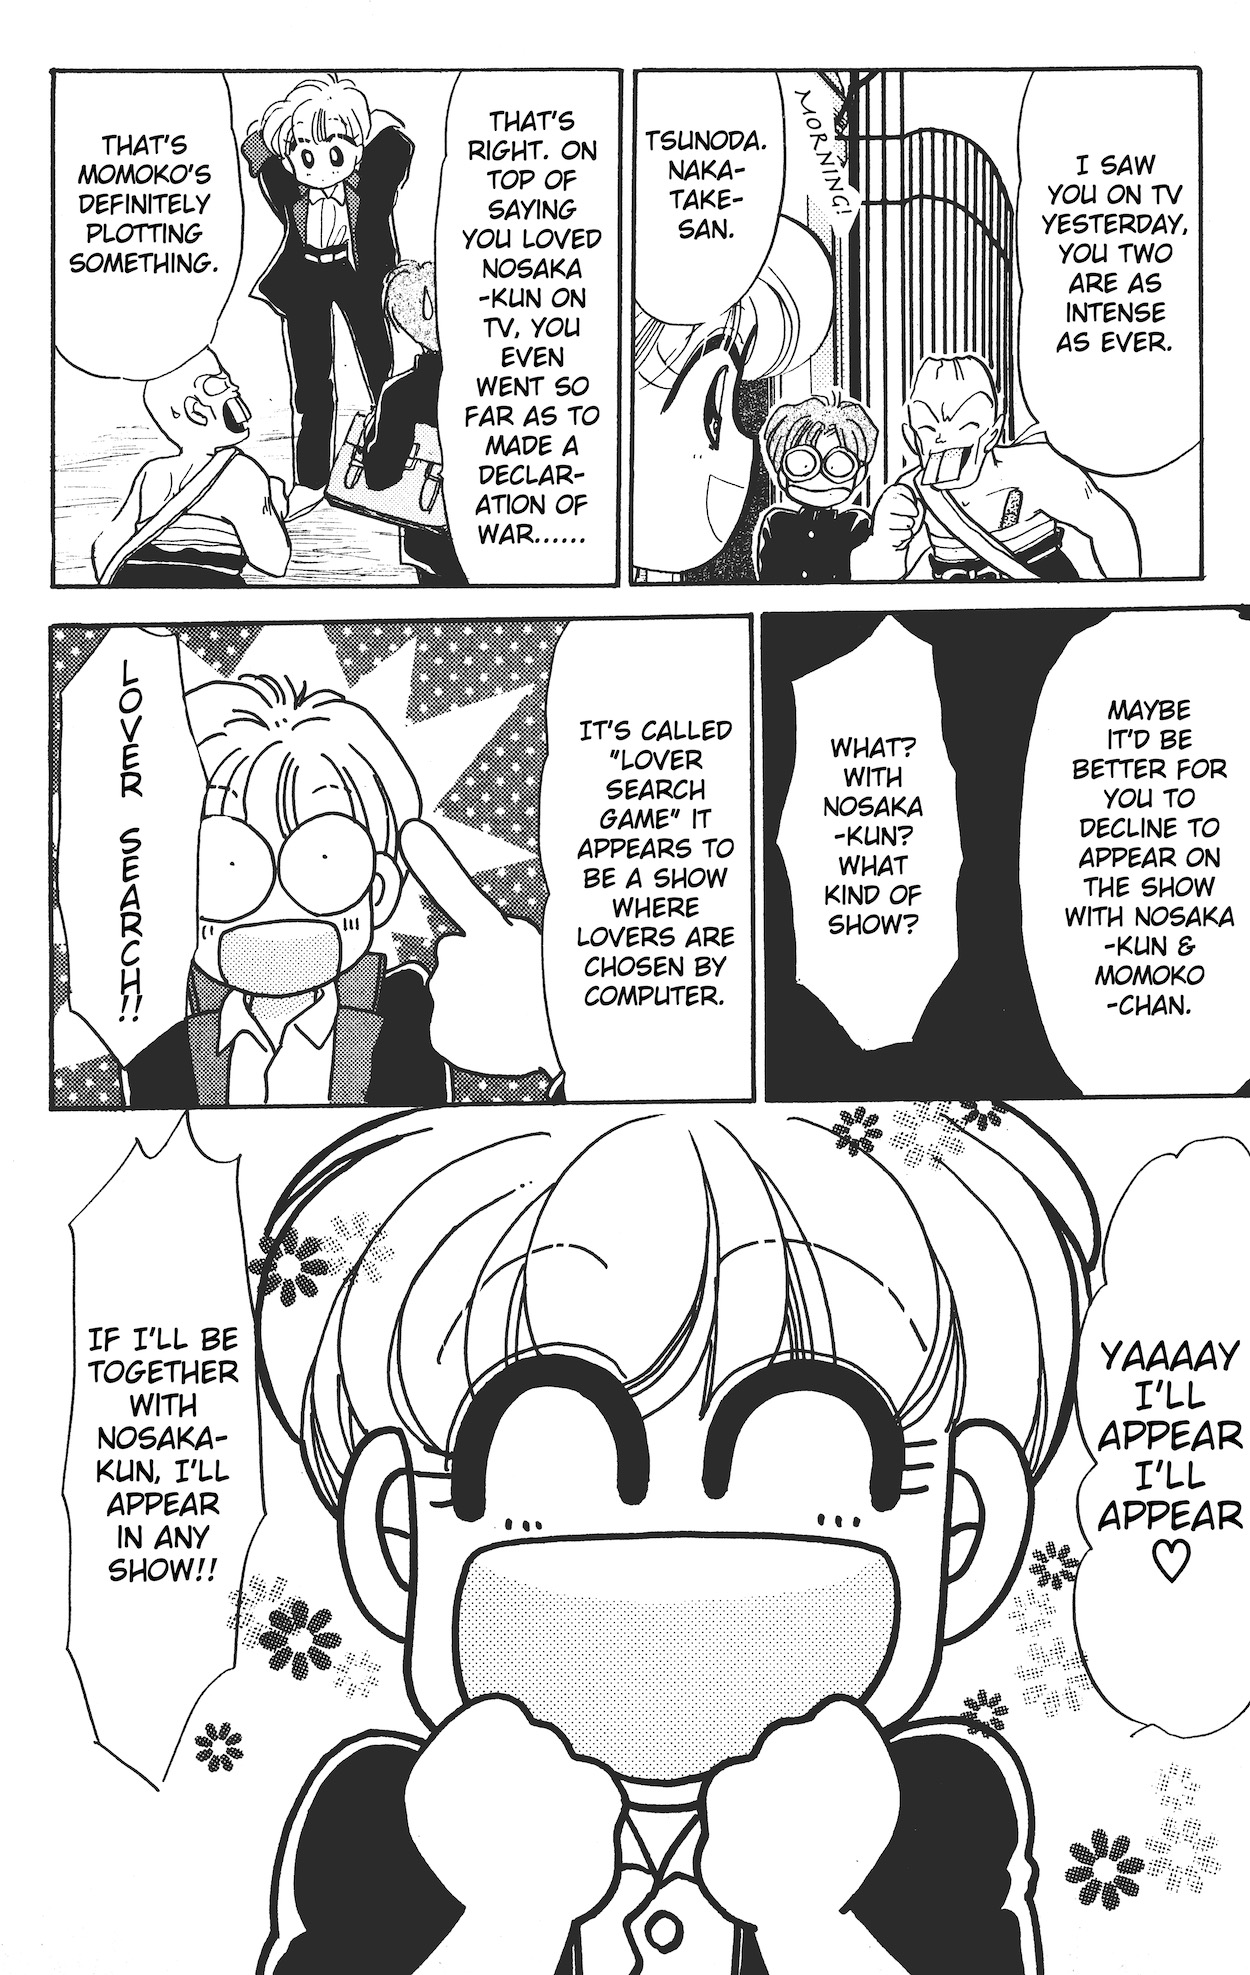 I SAW
YOU ON TV
YESTERDAY,
YOU TWO
ARE AS
INTENSE
AS EVER.
MORNING!
TSUNODA.
NAKA-
TAKE-
SAN.
THAT'S
RIGHT. ON
TOP OF
SAYING
YOU LOVED
NOSAKA
-KUN ON
TV, YOU
EVEN
WENT SO
FAR AS TO
MADE A
DECLAR-
ATION OF
WAR......
THAT'S
MOMOKO'S
DEFINITELY
PLOTTING
SOMETHING.
MAYBE
IT'D BE
BETTER FOR
YOU TO
DECLINE TO
APPEAR ON
THE SHOW
WITH NOSAKA
-KUN &
MOMOKO
-CHAN.
WHAT?
WITH
NOSAKA
-KUN?
WHAT
KIND OF
SHOW?
IT'S CALLED
"LOVER
SEARCH
GAME" IT
APPEARS TO
BE A SHOW
WHERE
LOVERS ARE
CHOSEN BY
COMPUTER.
LOVER SEARCH!!
YAAAAY
I'LL
APPEAR
I'LL
APPEAR
♡
IF I'LL BE
TOGETHER
WITH
NOSAKA-
KUN, I'LL
APPEAR
IN ANY
SHOW!!